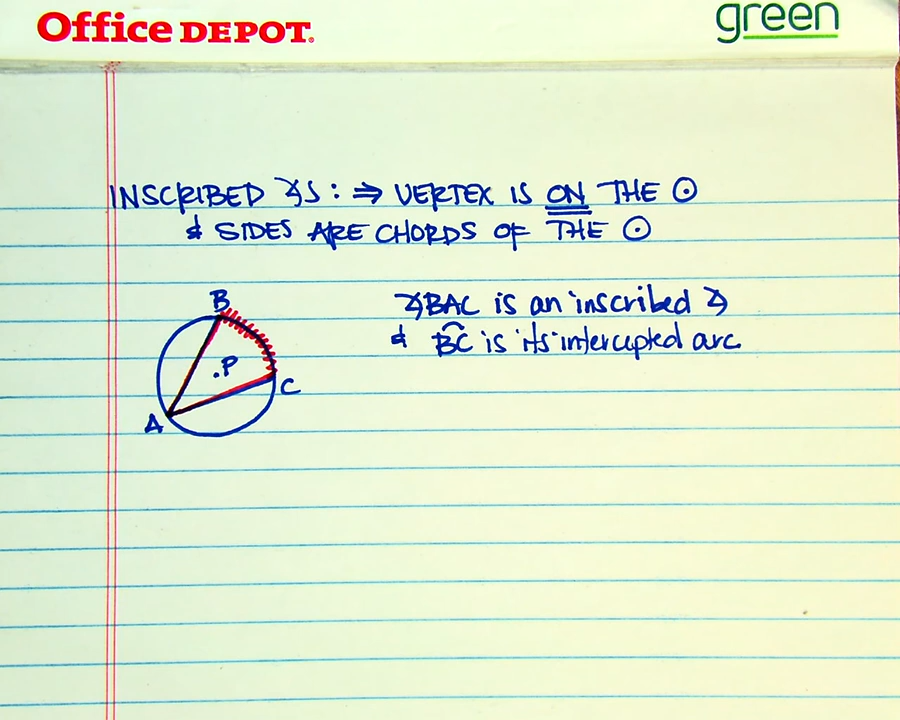 Office DEPOT.
green
INSCRIBED ∡S : ⇒ VERTEX IS ON THE ⊙
& SIDES ARE CHORDS OF THE ⊙
∡BAC is an inscribed ∡
& B͡C is its intercepted arc
B
.P
C
A